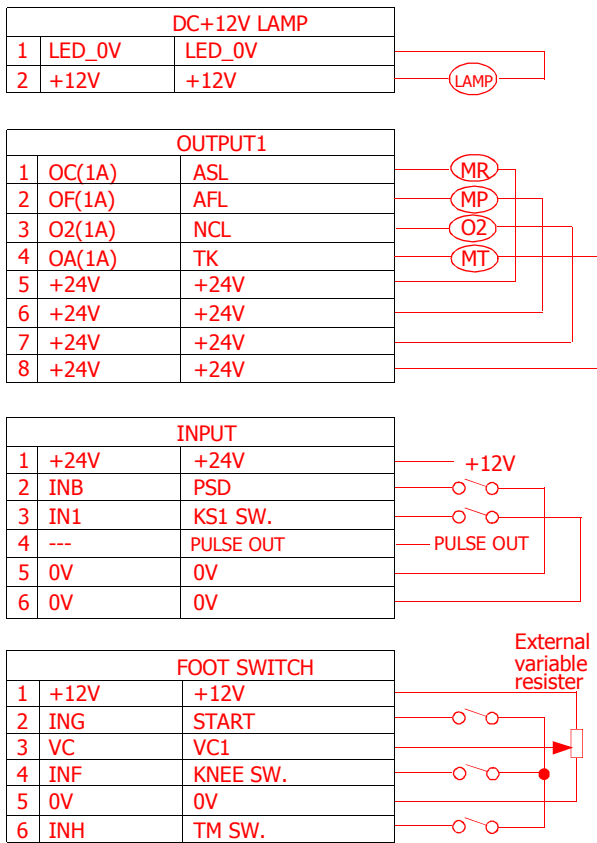 DC+12V LAMP
1 LED_0V LED_0V
2 +12V +12V LAMP
OUTPUT1
1 OC(1A) ASL MR
2 OF(1A) AFL MP
3 O2(1A) NCL O2
4 OA(1A) TK MT
5 +24V +24V
6 +24V +24V
7 +24V +24V
8 +24V +24V
INPUT
1 +24V +24V +12V
2 INB PSD
3 IN1 KS1 SW.
4 --- PULSE OUT PULSE OUT
5 0V 0V
6 0V 0V
External
variable
resister
FOOT SWITCH
1 +12V +12V
2 ING START
3 VC VC1
4 INF KNEE SW.
5 0V 0V
6 INH TM SW.